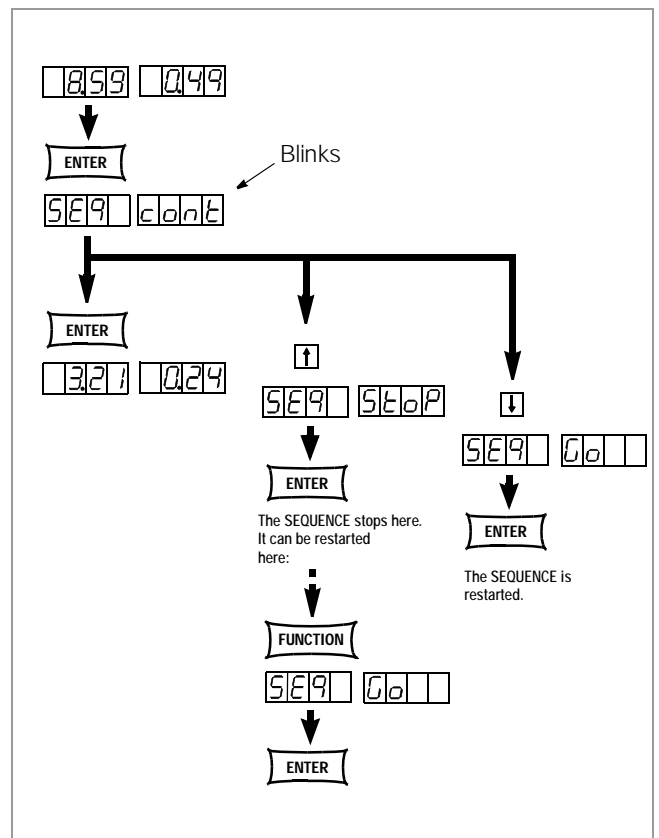 8.59 0.49
ENTER
Blinks
SEq cont
ENTER
3.21 0.24
↑
SEq StoP
↓
SEq Go
ENTER
The SEQUENCE stops here.
It can be restarted
here:
ENTER
The SEQUENCE is
restarted.
FUNCTION
SEq Go
ENTER